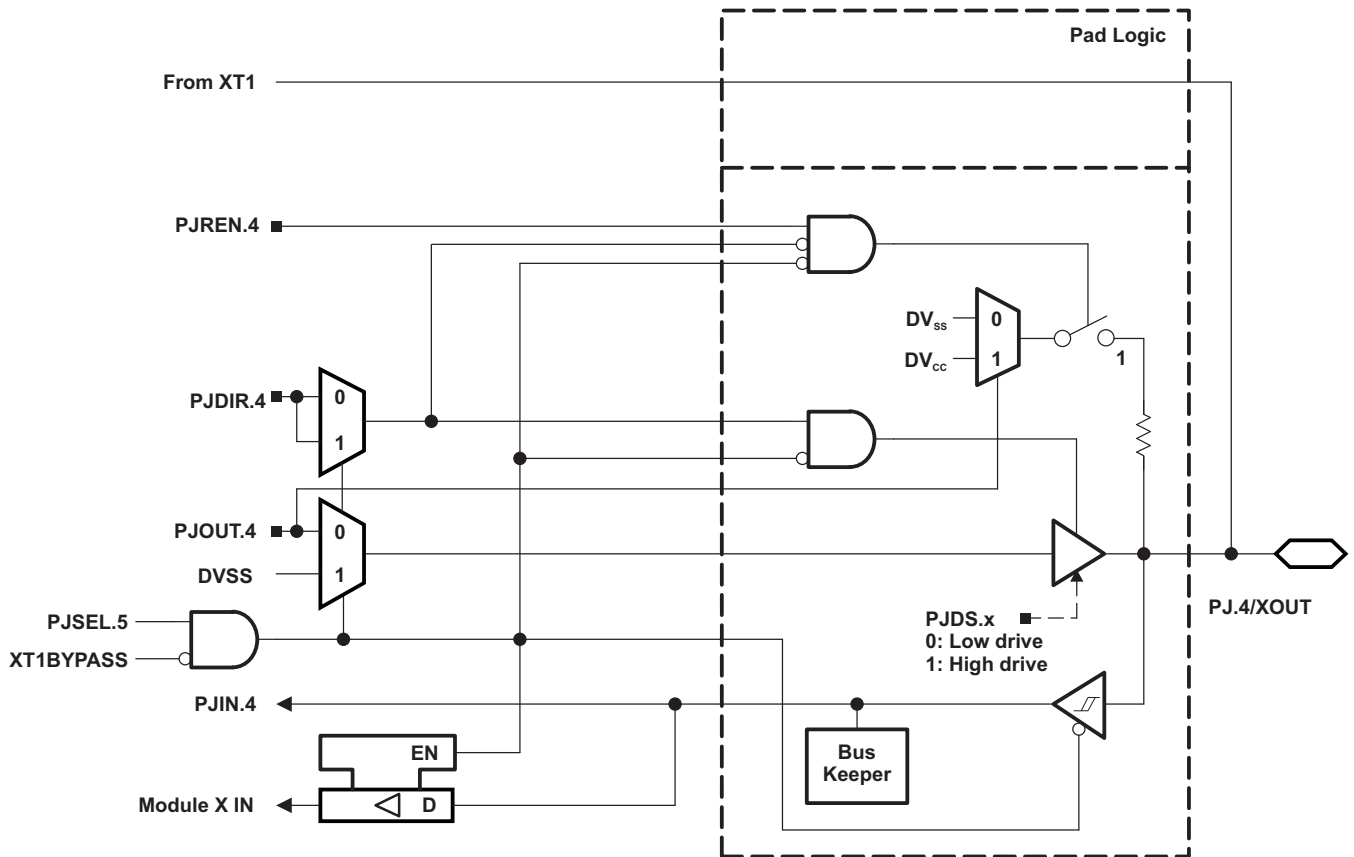 Pad Logic
From XT1
PJREN.4
DVss
0
DVcc
1
1
PJDIR.4
0
1
PJOUT.4
0
DVSS
1
PJSEL.5
XT1BYPASS
PJDS.x
0: Low drive
1: High drive
PJ.4/XOUT
PJIN.4
Bus
Keeper
EN
Module X IN
D